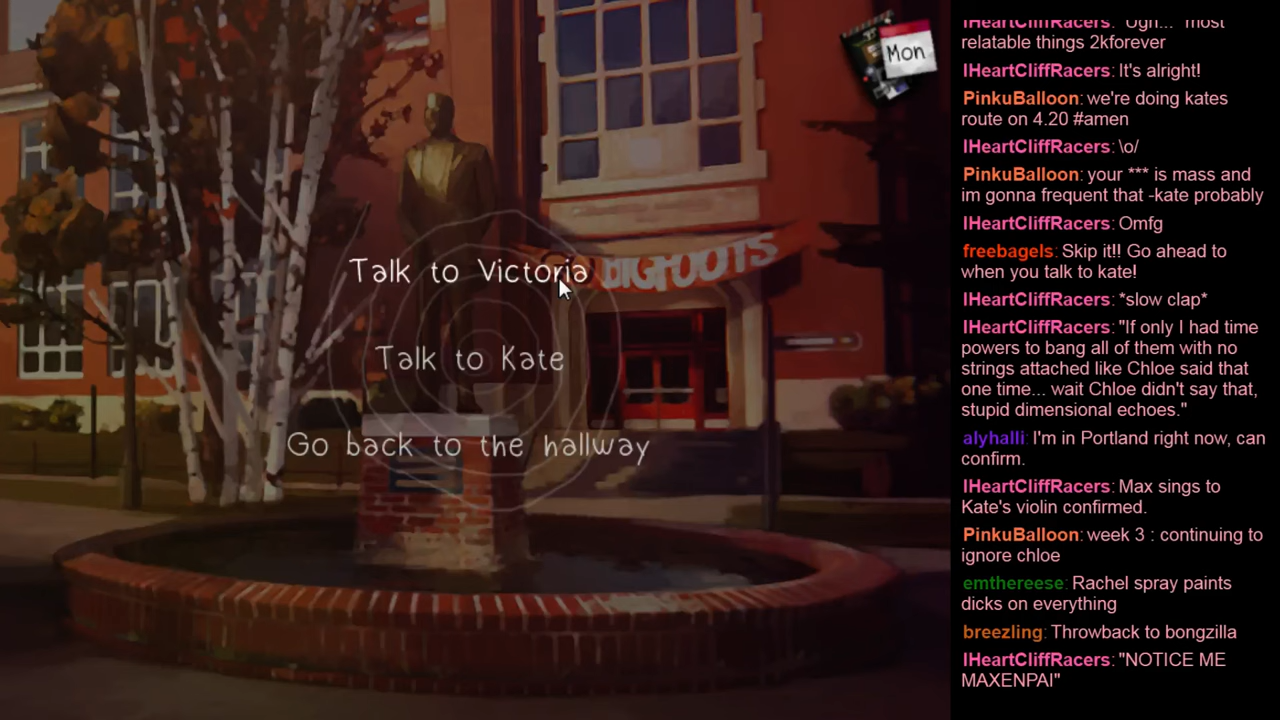 Mon
BIGFOOTS
Talk to Victoria
Talk to Kate
Go back to the hallway
IHeartCliffRacers: "Ugh..." most
relatable things 2kforever
IHeartCliffRacers: It's alright!
PinkuBalloon: we're doing kates
route on 4.20 #amen
IHeartCliffRacers: \o/
PinkuBalloon: your *** is mass and
im gonna frequent that -kate probably
IHeartCliffRacers: Omfg
freebagels: Skip it!! Go ahead to
when you talk to kate!
IHeartCliffRacers: *slow clap*
IHeartCliffRacers: "If only I had time
powers to bang all of them with no
strings attached like Chloe said that
one time... wait Chloe didn't say that,
stupid dimensional echoes."
alyhalli: I'm in Portland right now, can
confirm.
IHeartCliffRacers: Max sings to
Kate's violin confirmed.
PinkuBalloon: week 3 : continuing to
ignore chloe
emthereese: Rachel spray paints
dicks on everything
breezling: Throwback to bongzilla
IHeartCliffRacers: "NOTICE ME
MAXENPAI"